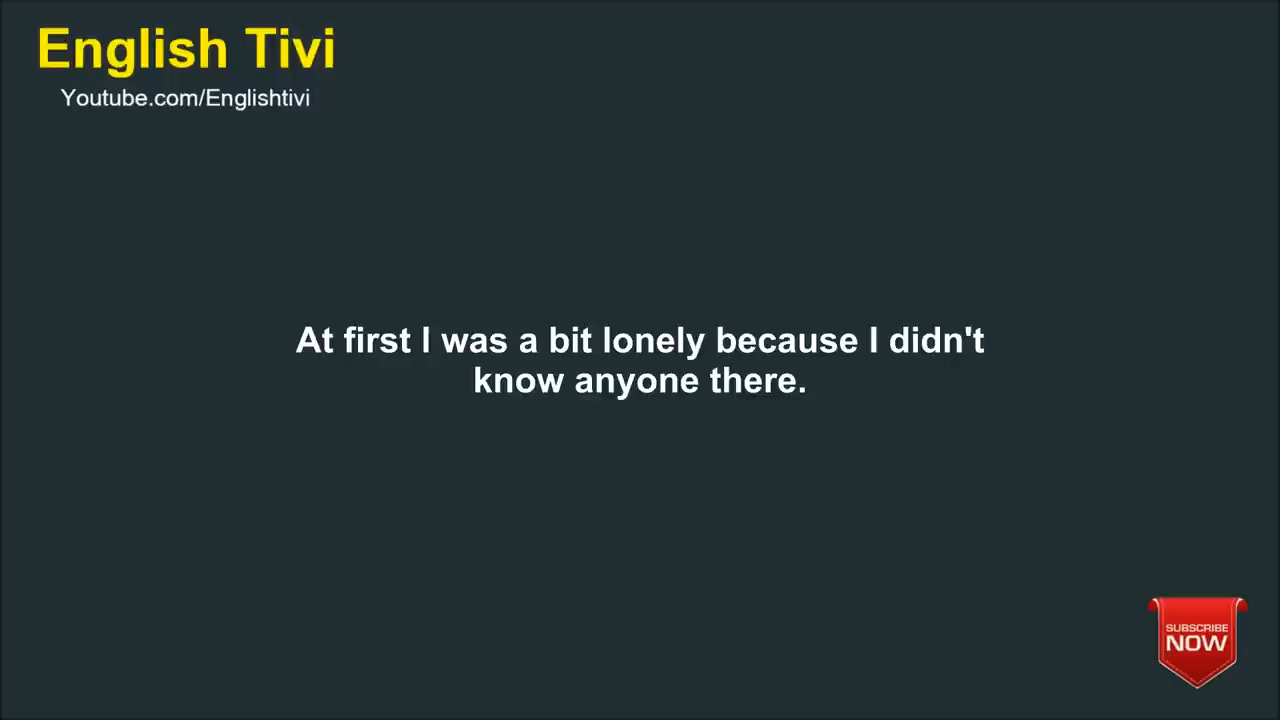 English Tivi
Youtube.com/Englishtivi
At first I was a bit lonely because I didn't
know anyone there.
SUBSCRIBE
NOW